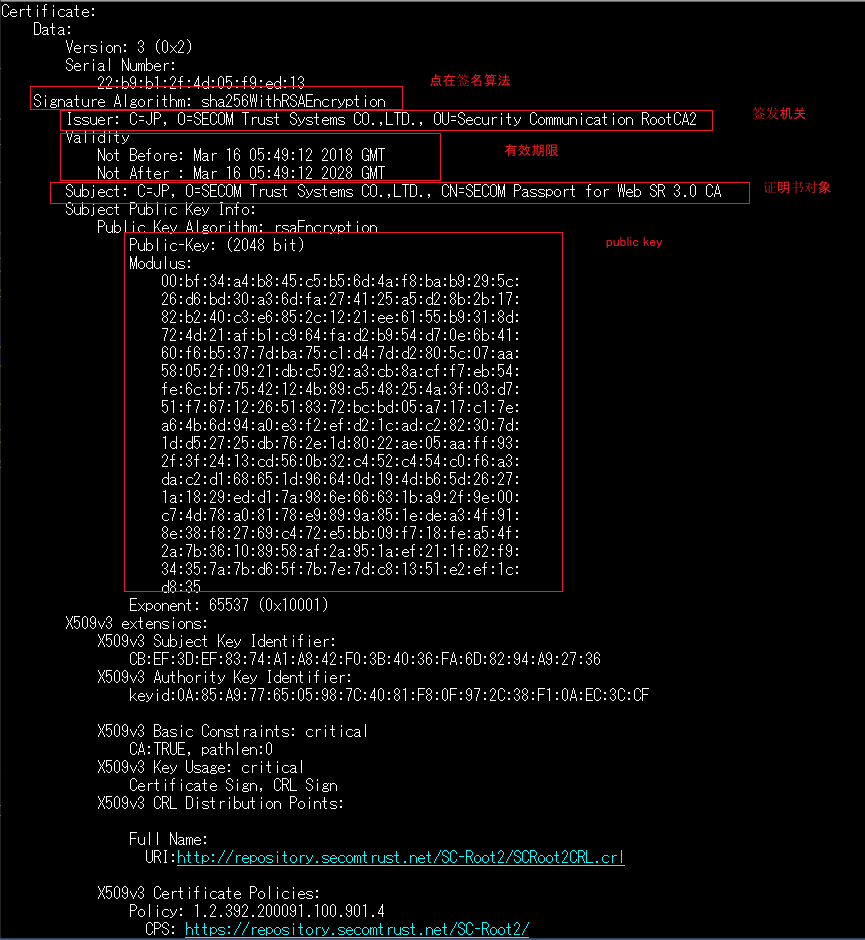 Certificate:
Data:
Version: 3 (0x2)
Serial Number:
22:b9:b1:2f:4d:05:f9:ed:13
点在签名算法
Signature Algorithm: sha256WithRSAEncryption
Issuer: C=JP, O=SECOM Trust Systems CO.,LTD., OU=Security Communication RootCA2
签发机关
Validity
Not Before: Mar 16 05:49:12 2018 GMT
有效期限
Not After : Mar 16 05:49:12 2028 GMT
Subject: C=JP, O=SECOM Trust Systems CO.,LTD., CN=SECOM Passport for Web SR 3.0 CA
证明书对象
Subject Public Key Info:
Public Key Algorithm: rsaEncryption
Public-Key: (2048 bit)
public key
Modulus:
00:bf:34:a4:b8:45:c5:b5:6d:4a:f8:ba:b9:29:5c:
26:d6:bd:30:a3:6d:fa:27:41:25:a5:d2:8b:2b:17:
82:b2:40:c3:e6:85:2c:12:21:ee:61:55:b9:31:8d:
72:4d:21:af:b1:c9:64:fa:d2:b9:54:d7:0e:6b:41:
60:f6:b5:37:7d:ba:75:c1:d4:7d:d2:80:5c:07:aa:
58:05:2f:09:21:db:c5:92:a3:cb:8a:cf:f7:eb:54:
fe:6c:bf:75:42:12:4b:89:c5:48:25:4a:3f:03:d7:
51:f7:67:12:26:51:83:72:bc:bd:05:a7:17:c1:7e:
a6:4b:6d:94:a0:e3:f2:ef:d2:1c:ad:c2:82:30:7d:
1d:d5:27:25:db:76:2e:1d:80:22:ae:05:aa:ff:93:
2f:3f:24:13:cd:56:0b:32:c4:52:c4:54:c0:f6:a3:
da:c2:d1:68:65:1d:96:64:0d:19:4d:b6:5d:26:27:
1a:18:29:ed:d1:7a:98:6e:66:63:1b:a9:2f:9e:00:
c7:4d:78:a0:81:78:e9:89:9a:85:1e:de:a3:4f:91:
8e:38:f8:27:69:c4:72:e5:bb:09:f7:18:fe:a5:4f:
2a:7b:36:10:89:58:af:2a:95:1a:ef:21:1f:62:f9:
34:35:7a:7b:d6:5f:7b:7e:7d:c8:13:51:e2:ef:1c:
d8:35
Exponent: 65537 (0x10001)
X509v3 extensions:
X509v3 Subject Key Identifier:
CB:EF:3D:EF:83:74:A1:A8:42:F0:3B:40:36:FA:6D:82:94:A9:27:36
X509v3 Authority Key Identifier:
keyid:0A:85:A9:77:65:05:98:7C:40:81:F8:0F:97:2C:38:F1:0A:EC:3C:CF
X509v3 Basic Constraints: critical
CA:TRUE, pathlen:0
X509v3 Key Usage: critical
Certificate Sign, CRL Sign
X509v3 CRL Distribution Points:
Full Name:
URI:http://repository.secomtrust.net/SC-Root2/SCRoot2CRL.crl
X509v3 Certificate Policies:
Policy: 1.2.392.200091.100.901.4
CPS: https://repository.secomtrust.net/SC-Root2/